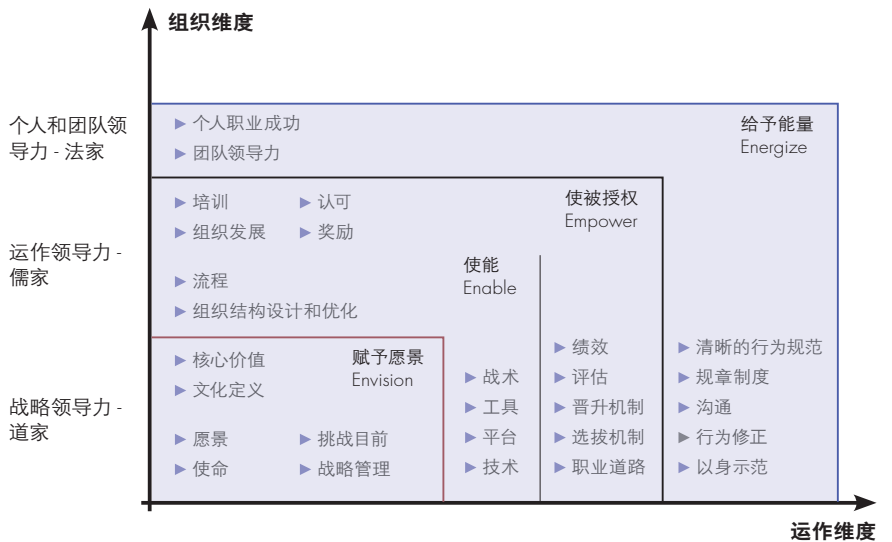 组织维度
个人和团队领
导力 - 法家
▶ 个人职业成功
▶ 团队领导力
给予能量
Energize
运作领导力 -
儒家
▶ 培训
▶ 认可
▶ 组织发展
▶ 奖励
▶ 流程
▶ 组织结构设计和优化
使能
Enable
使被授权
Empower
战略领导力 -
道家
▶ 核心价值
▶ 文化定义
赋予愿景
Envision
▶ 愿景
▶ 挑战目前
▶ 使命
▶ 战略管理
▶ 战术
▶ 工具
▶ 平台
▶ 技术
▶ 绩效
▶ 评估
▶ 晋升机制
▶ 选拔机制
▶ 职业道路
▶ 清晰的行为规范
▶ 规章制度
▶ 沟通
▶ 行为修正
▶ 以身示范
运作维度